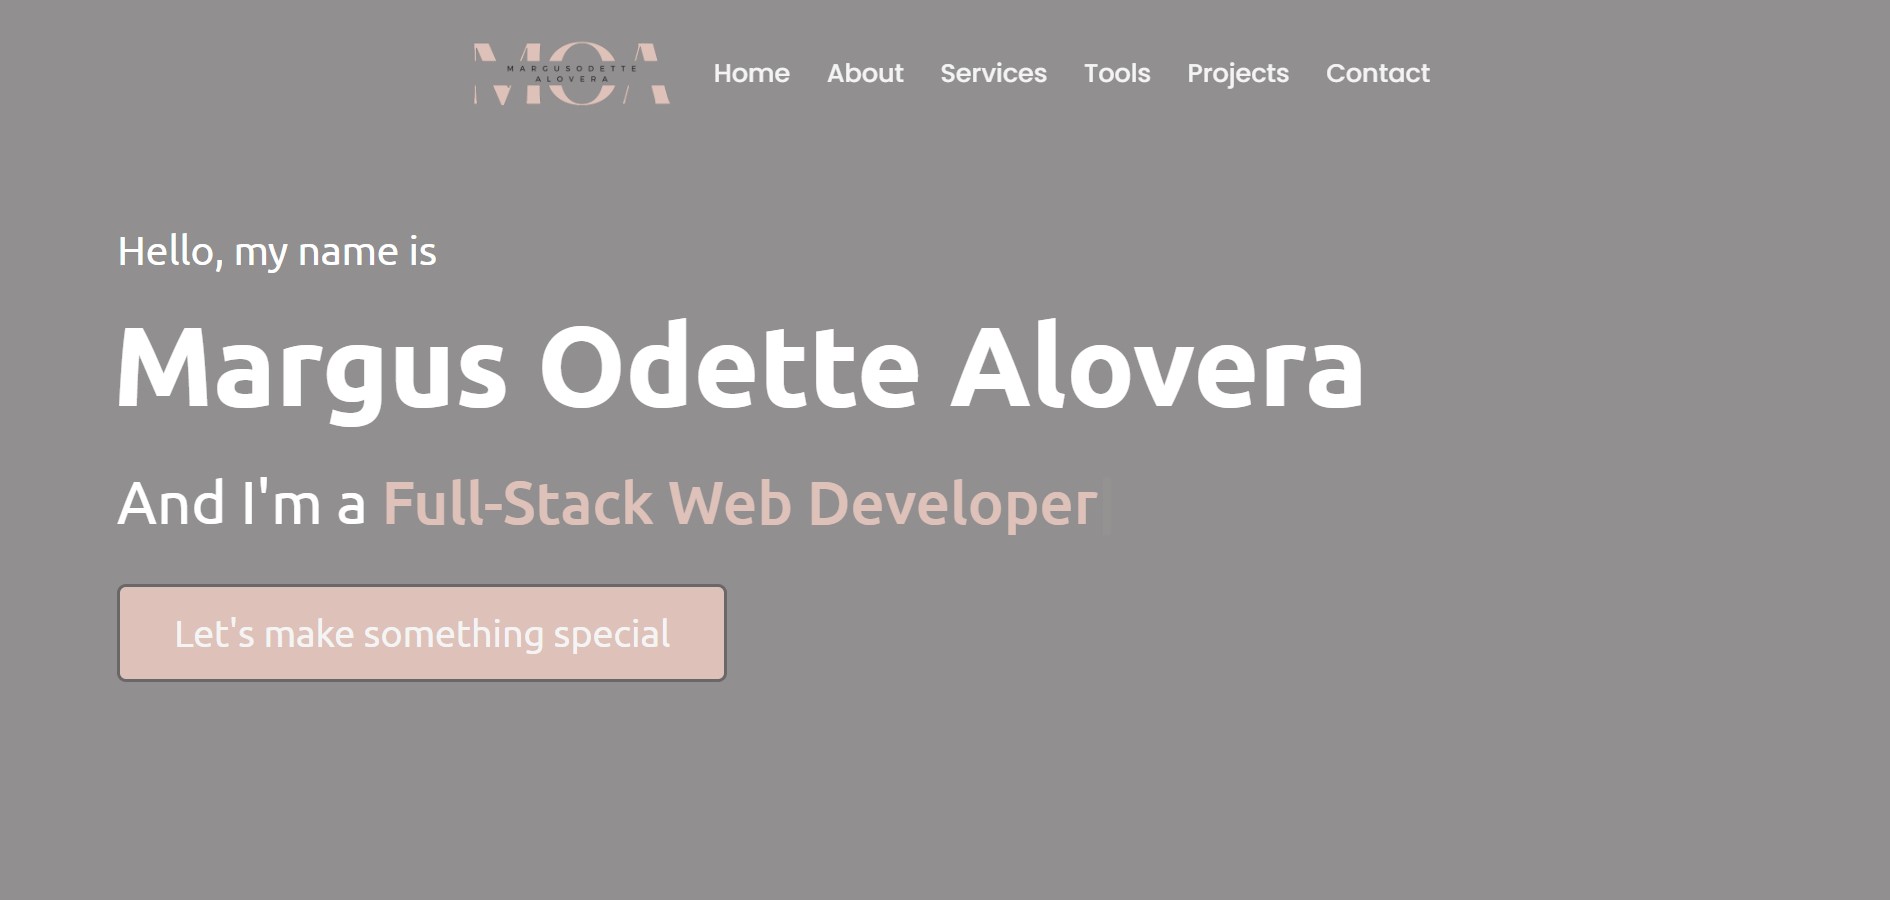 MOA
MARGUSODETTE
ALOVERA
Home About Services Tools Projects Contact
Hello, my name is
Margus Odette Alovera
And I'm a Full-Stack Web Developer
Let's make something special